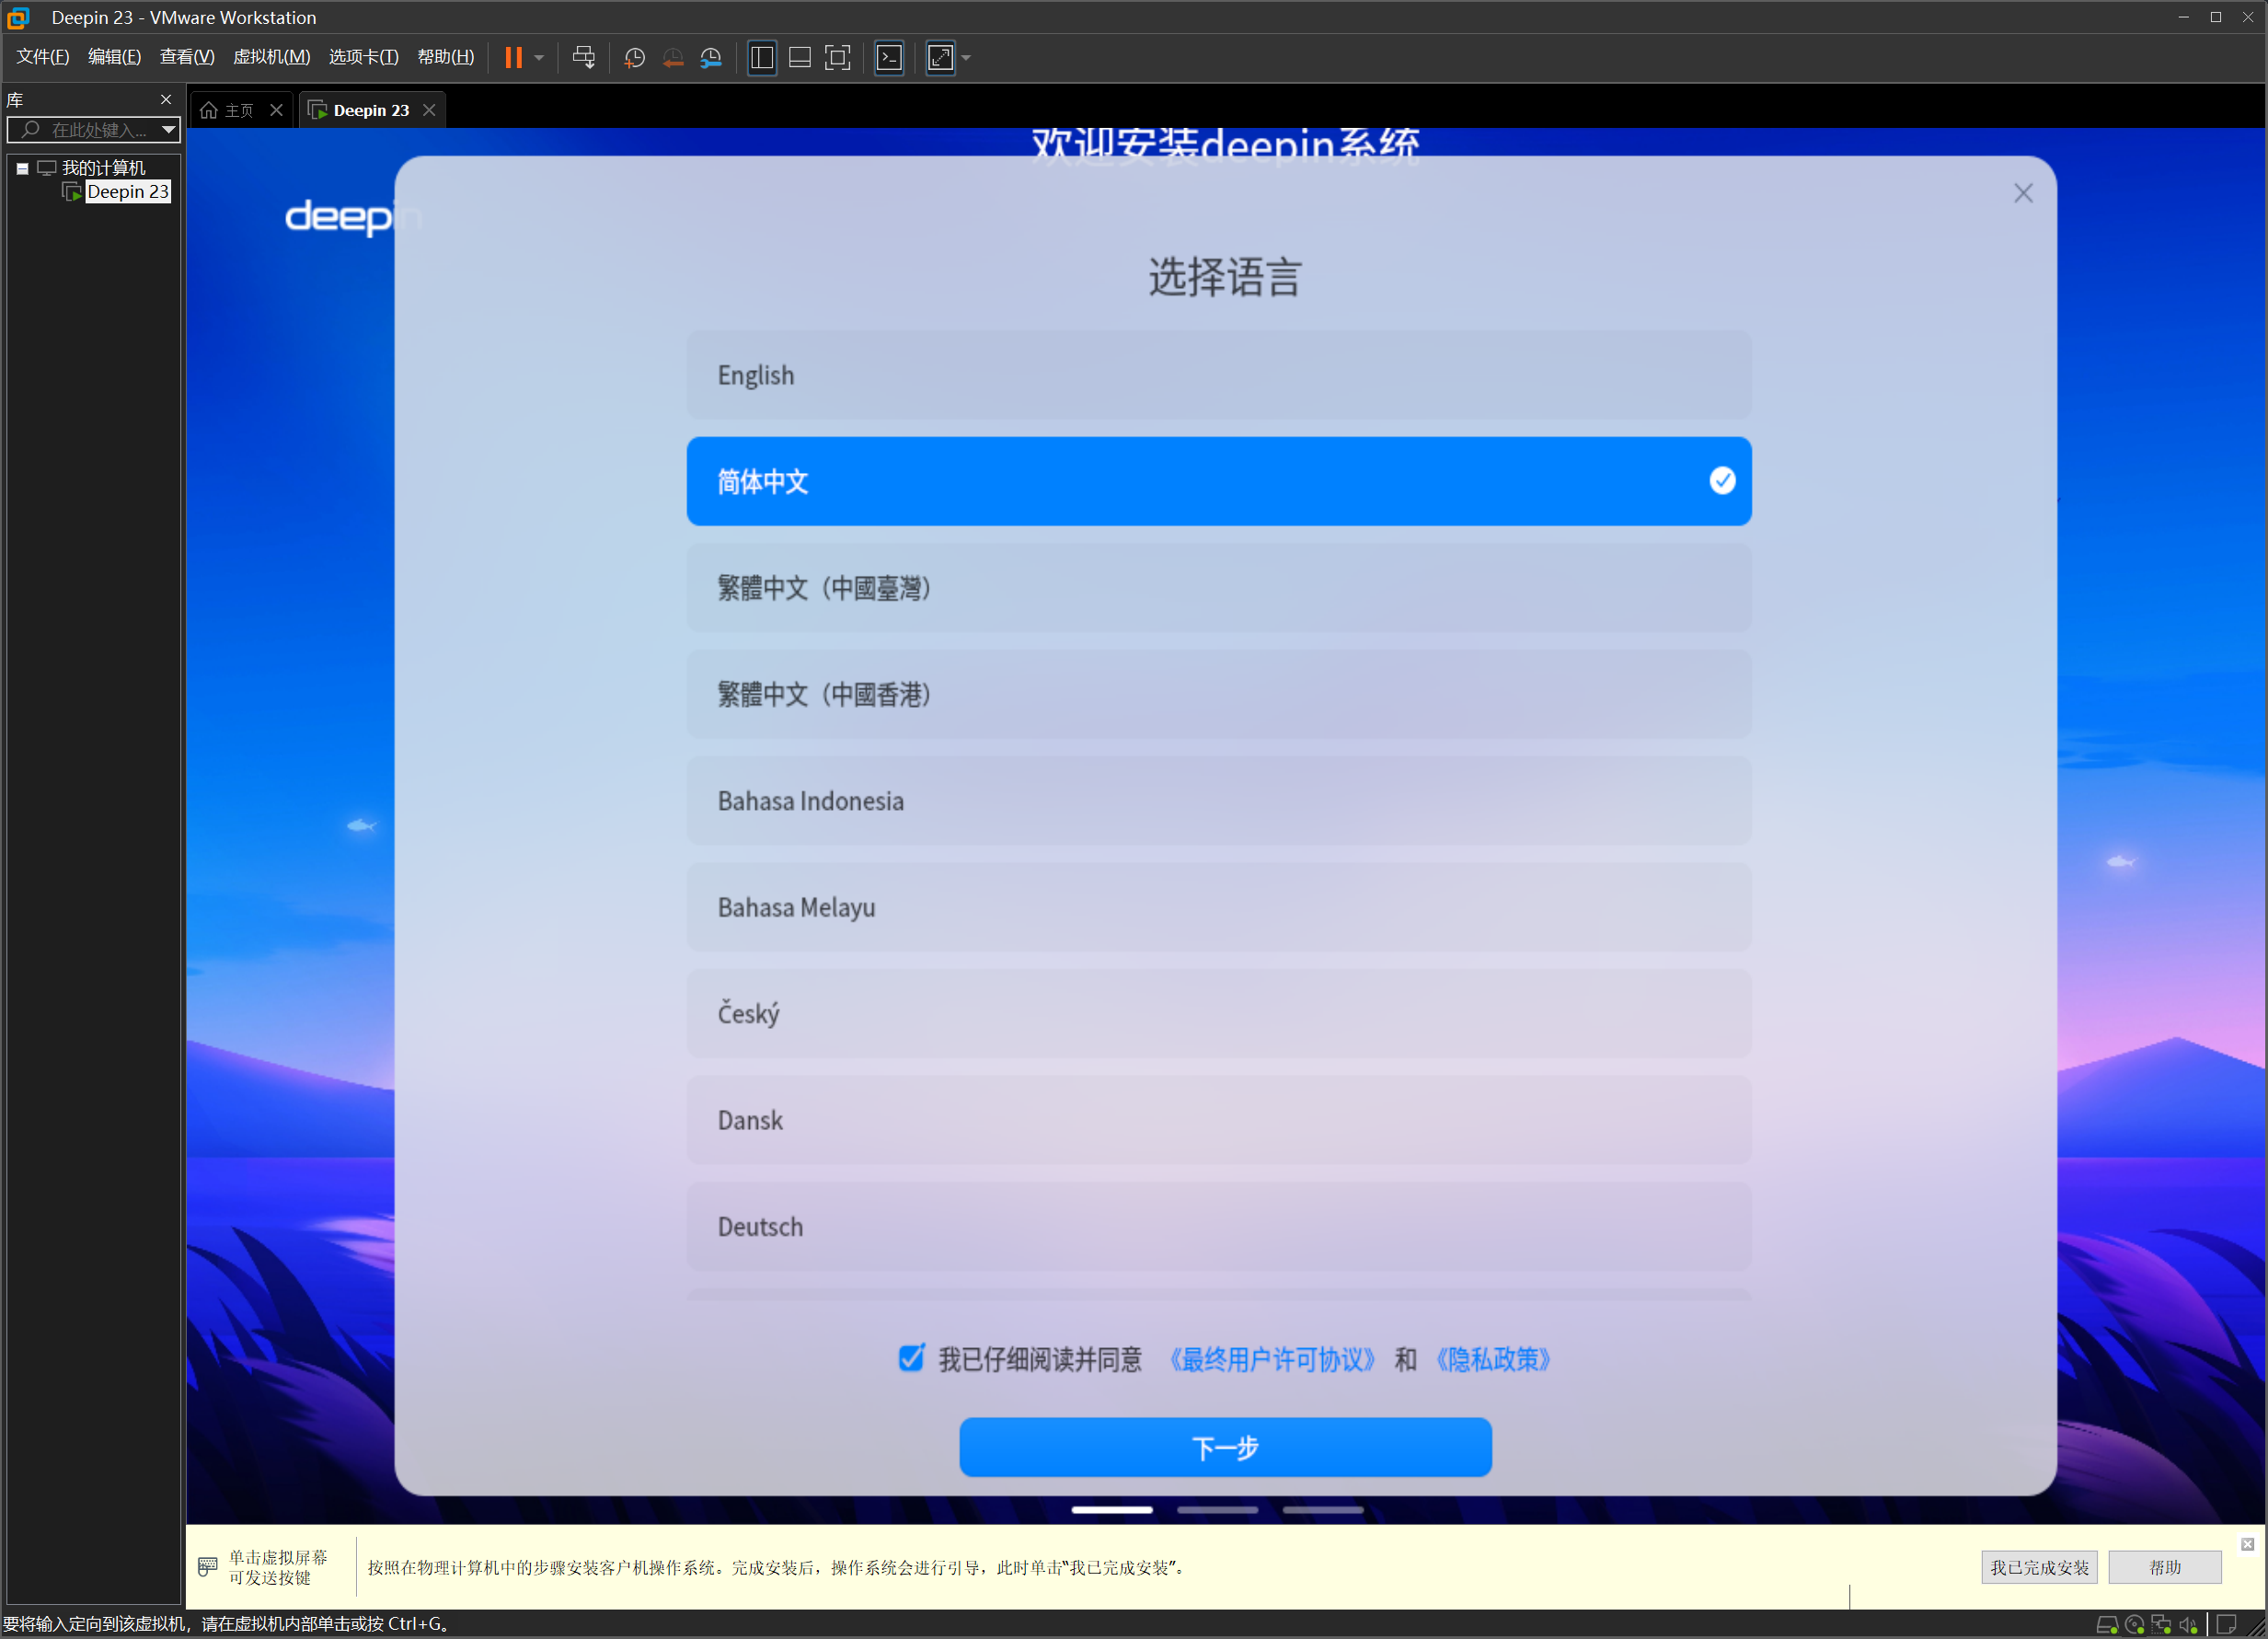 Deepin 23 - VMware Workstation
文件(F) 编辑(E) 查看(V) 虚拟机(M) 选项卡(T) 帮助(H)
库
在此处键入...
我的计算机
Deepin 23
主页
Deepin 23
欢迎安装deepin系统
deepin
选择语言
English
简体中文
繁體中文（中國臺灣）
繁體中文（中國香港）
Bahasa Indonesia
Bahasa Melayu
Český
Dansk
Deutsch
我已仔细阅读并同意 《最终用户许可协议》 和 《隐私政策》
下一步
单击虚拟屏幕
可发送按键
按照在物理计算机中的步骤安装客户机操作系统。完成安装后，操作系统会进行引导，此时单击“我已完成安装”。
我已完成安装
帮助
要将输入定向到该虚拟机，请在虚拟机内部单击或按 Ctrl+G。